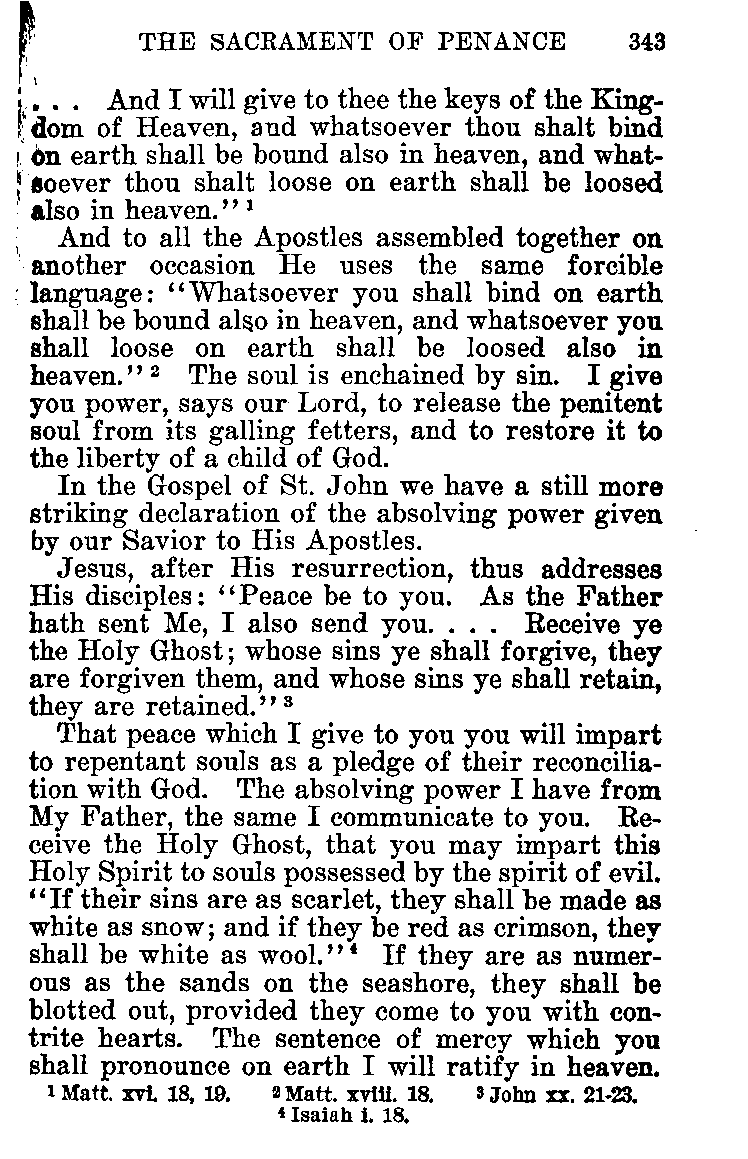 THE SACRAMENT OF PENANCE 343
. . . And I will give to thee the keys of the King-
dom of Heaven, and whatsoever thou shalt bind
on earth shall be bound also in heaven, and what-
soever thou shalt loose on earth shall be loosed
also in heaven." 1
And to all the Apostles assembled together on
another occasion He uses the same forcible
language: "Whatsoever you shall bind on earth
shall be bound also in heaven, and whatsoever you
shall loose on earth shall be loosed also in
heaven." 2 The soul is enchained by sin. I give
you power, says our Lord, to release the penitent
soul from its galling fetters, and to restore it to
the liberty of a child of God.
In the Gospel of St. John we have a still more
striking declaration of the absolving power given
by our Savior to His Apostles.
Jesus, after His resurrection, thus addresses
His disciples: "Peace be to you. As the Father
hath sent Me, I also send you. . . . Receive ye
the Holy Ghost; whose sins ye shall forgive, they
are forgiven them, and whose sins ye shall retain,
they are retained." 3
That peace which I give to you you will impart
to repentant souls as a pledge of their reconcilia-
tion with God. The absolving power I have from
My Father, the same I communicate to you. Re-
ceive the Holy Ghost, that you may impart this
Holy Spirit to souls possessed by the spirit of evil.
"If their sins are as scarlet, they shall be made as
white as snow; and if they be red as crimson, they
shall be white as wool." 4 If they are as numer-
ous as the sands on the seashore, they shall be
blotted out, provided they come to you with con-
trite hearts. The sentence of mercy which you
shall pronounce on earth I will ratify in heaven.
1 Matt. xvi. 18, 19. 2 Matt. xviii. 18. 3 John xx. 21-23.
4 Isaiah i. 18.